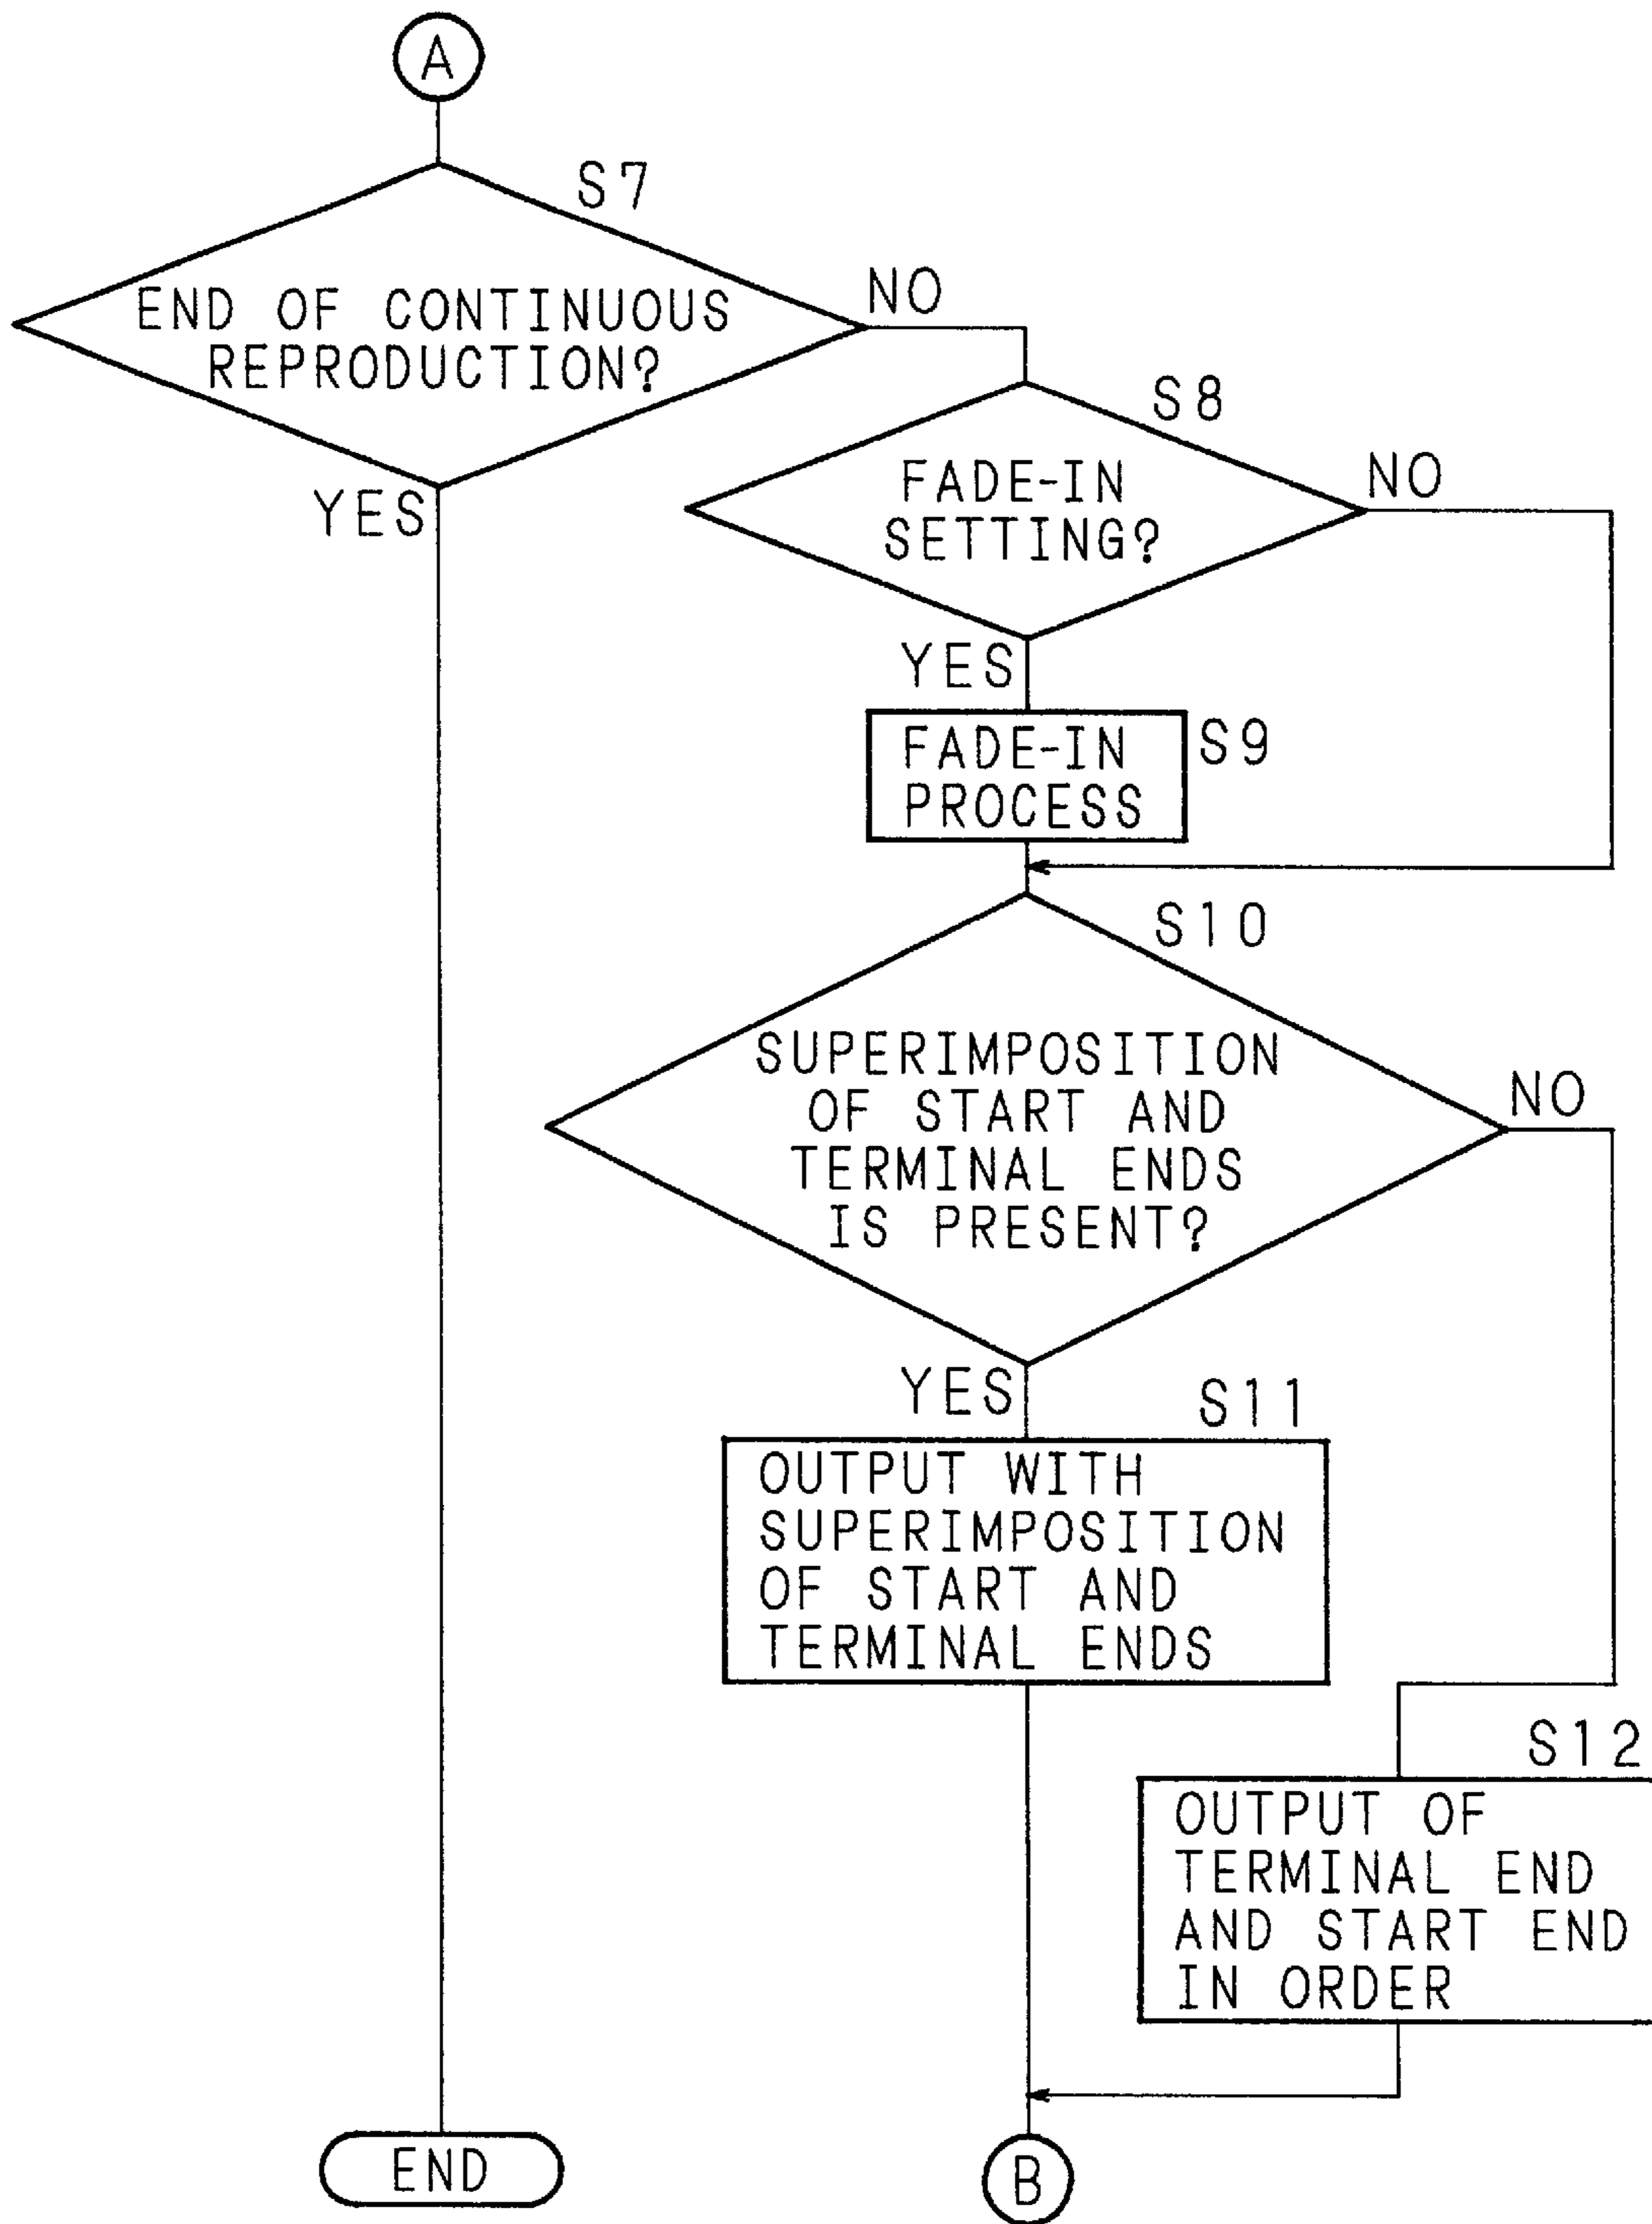 A
S7
END OF CONTINUOUS
REPRODUCTION?
NO
YES
S8
FADE-IN
SETTING?
NO
YES
FADE-IN
PROCESS
S9
S10
SUPERIMPOSITION
OF START AND
TERMINAL ENDS
IS PRESENT?
NO
YES
S11
OUTPUT WITH
SUPERIMPOSITION
OF START AND
TERMINAL ENDS
S12
OUTPUT OF
TERMINAL END
AND START END
IN ORDER
END
B